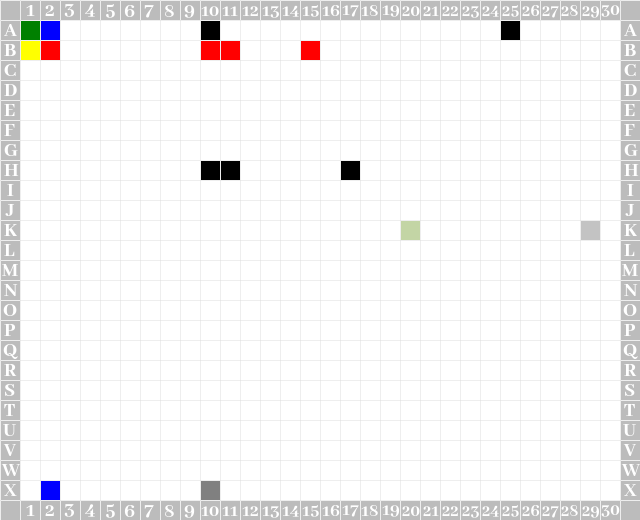 1 2 3 4 5 6 7 8 9 10 11 12 13 14 15 16 17 18 19 20 21 22 23 24 25 26 27 28 29 30
A A
B B
C C
D D
E E
F F
G G
H H
I I
J J
K K
L L
M M
N N
O O
P P
Q Q
R R
S S
T T
U U
V V
W W
X X
1 2 3 4 5 6 7 8 9 10 11 12 13 14 15 16 17 18 19 20 21 22 23 24 25 26 27 28 29 30